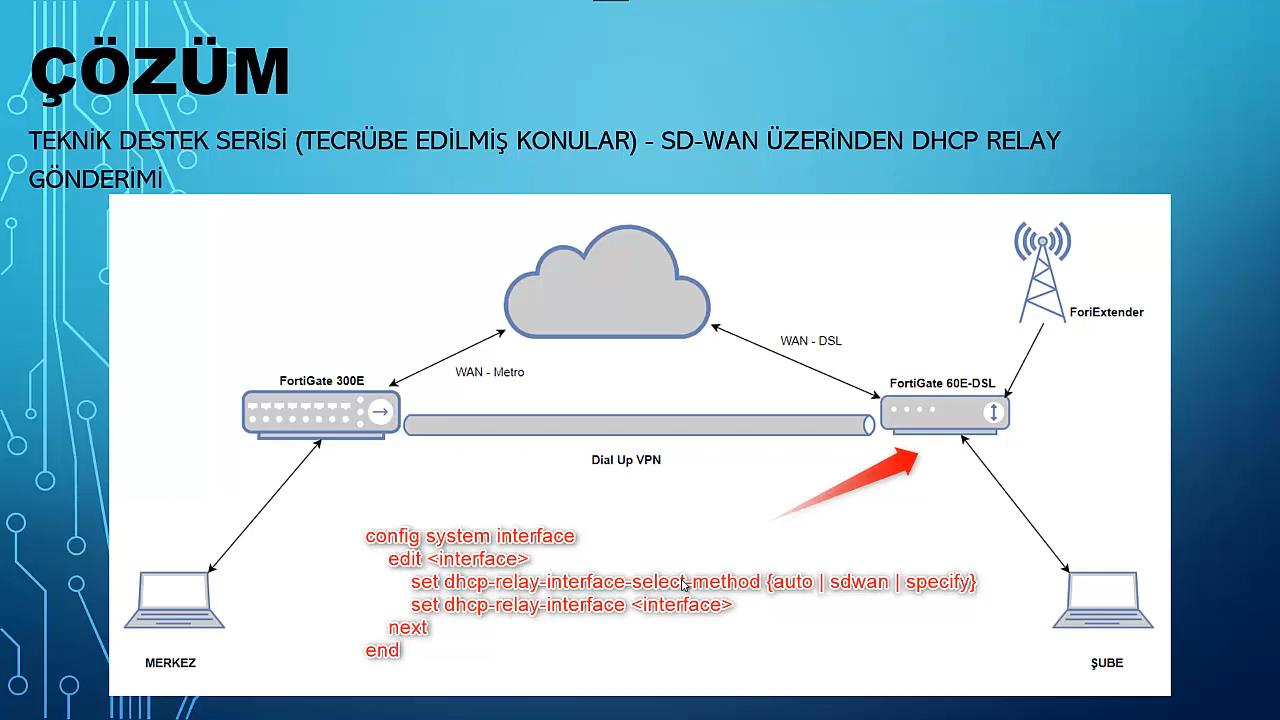 ÇÖZÜM
TEKNİK DESTEK SERİSİ (TECRÜBE EDİLMİŞ KONULAR) - SD-WAN ÜZERİNDEN DHCP RELAY
GÖNDERİMİ
ForiExtender
WAN - DSL
WAN - Metro
FortiGate 300E
FortiGate 60E-DSL
Dial Up VPN
config system interface
edit <interface>
set dhcp-relay-interface-select-method {auto | sdwan | specify}
set dhcp-relay-interface <interface>
next
end
MERKEZ
ŞUBE